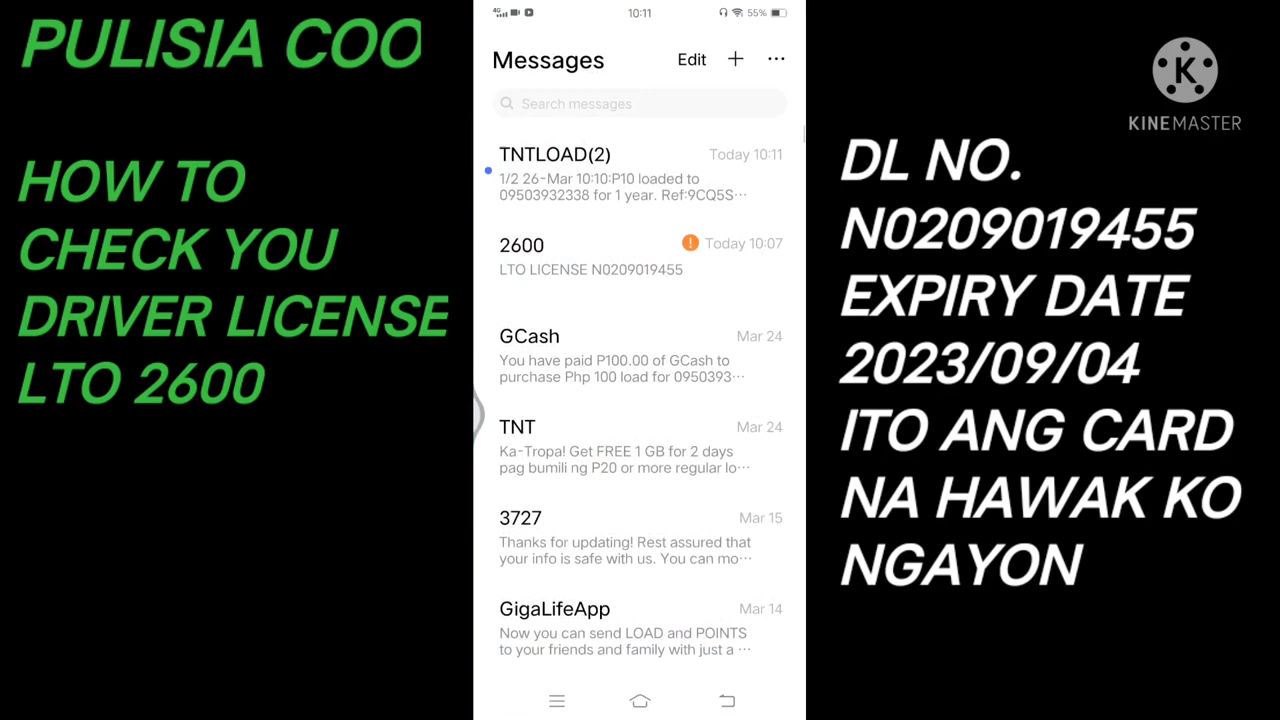 PULISIA COO
HOW TO
CHECK YOU
DRIVER LICENSE
LTO 2600
4G
10:11
55%
Messages
Edit
Search messages
TNTLOAD(2)
Today 10:11
1/2 26-Mar 10:10:P10 loaded to
09503932338 for 1 year. Ref:9CQ5S···
2600
! Today 10:07
LTO LICENSE N0209019455
GCash
Mar 24
You have paid P100.00 of GCash to
purchase Php 100 load for 0950393···
TNT
Mar 24
Ka-Tropa! Get FREE 1 GB for 2 days
pag bumili ng P20 or more regular lo···
3727
Mar 15
Thanks for updating! Rest assured that
your info is safe with us. You can mo···
GigaLifeApp
Mar 14
Now you can send LOAD and POINTS
to your friends and family with just a ···
K
KINEMASTER
DL NO.
N0209019455
EXPIRY DATE
2023/09/04
ITO ANG CARD
NA HAWAK KO
NGAYON